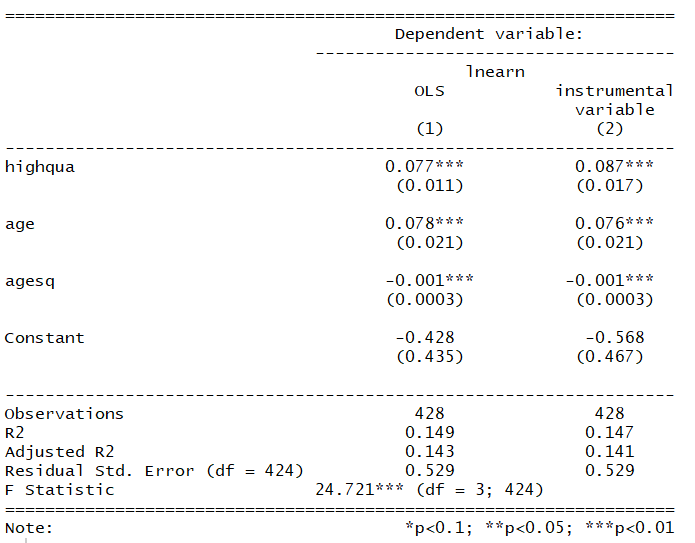 ===================================================================
Dependent variable:
------------------------------------
lnearn
OLS instrumental
variable
(1) (2)
-------------------------------------------------------------------
highqua 0.077*** 0.087***
(0.011) (0.017)
age 0.078*** 0.076***
(0.021) (0.021)
agesq -0.001*** -0.001***
(0.0003) (0.0003)
Constant -0.428 -0.568
(0.435) (0.467)
-------------------------------------------------------------------
Observations 428 428
R2 0.149 0.147
Adjusted R2 0.143 0.141
Residual Std. Error (df = 424) 0.529 0.529
F Statistic 24.721*** (df = 3; 424)
===================================================================
Note: *p<0.1; **p<0.05; ***p<0.01